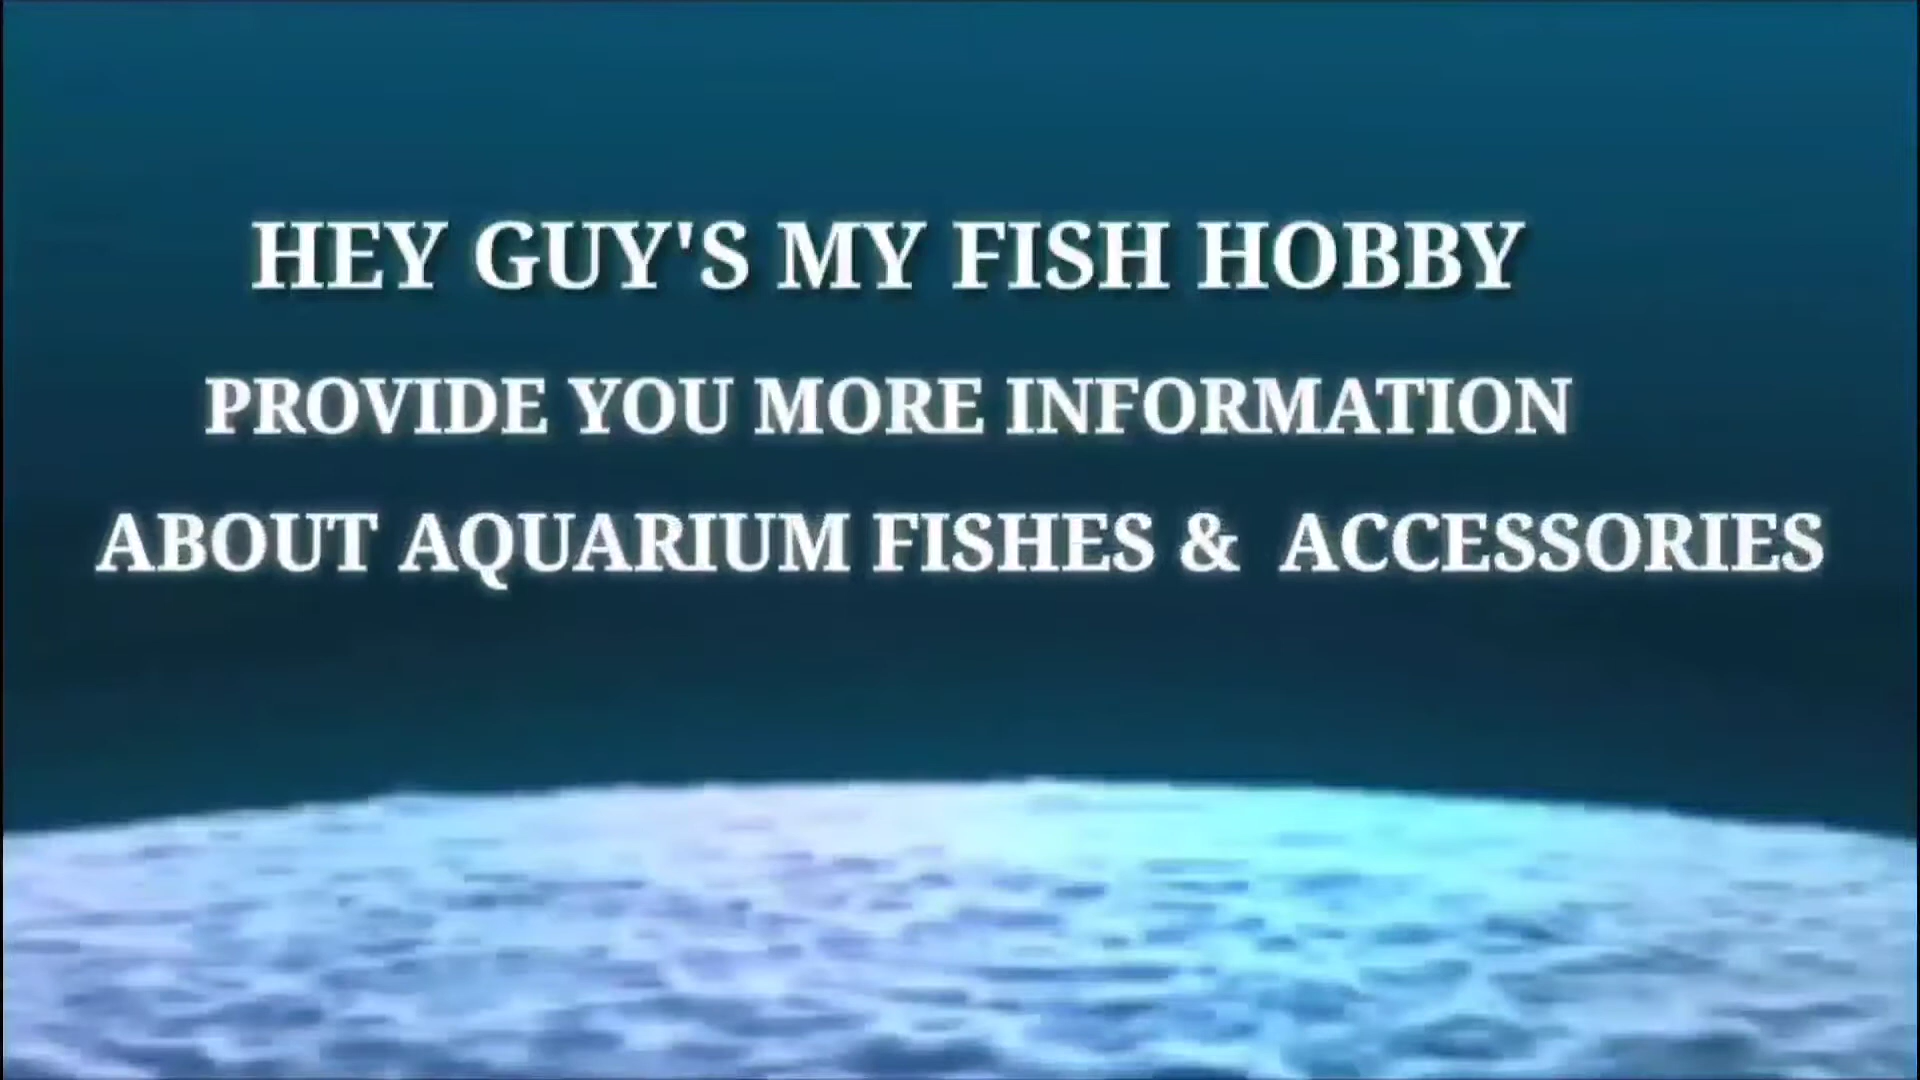 HEY GUY'S MY FISH HOBBY
PROVIDE YOU MORE INFORMATION
ABOUT AQUARIUM FISHES & ACCESSORIES